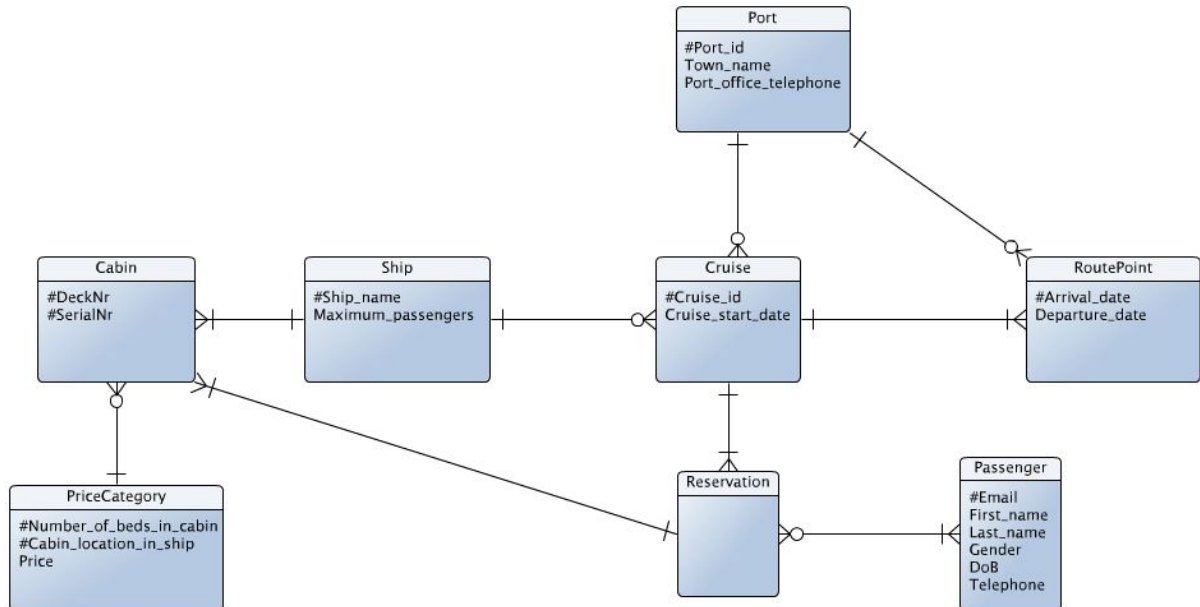 Port
#Port_id
Town_name
Port_office_telephone
Cabin
#DeckNr
#SerialNr
Ship
#Ship_name
Maximum_passengers
Cruise
#Cruise_id
Cruise_start_date
RoutePoint
#Arrival_date
Departure_date
PriceCategory
#Number_of_beds_in_cabin
#Cabin_location_in_ship
Price
Reservation
Passenger
#Email
First_name
Last_name
Gender
DoB
Telephone